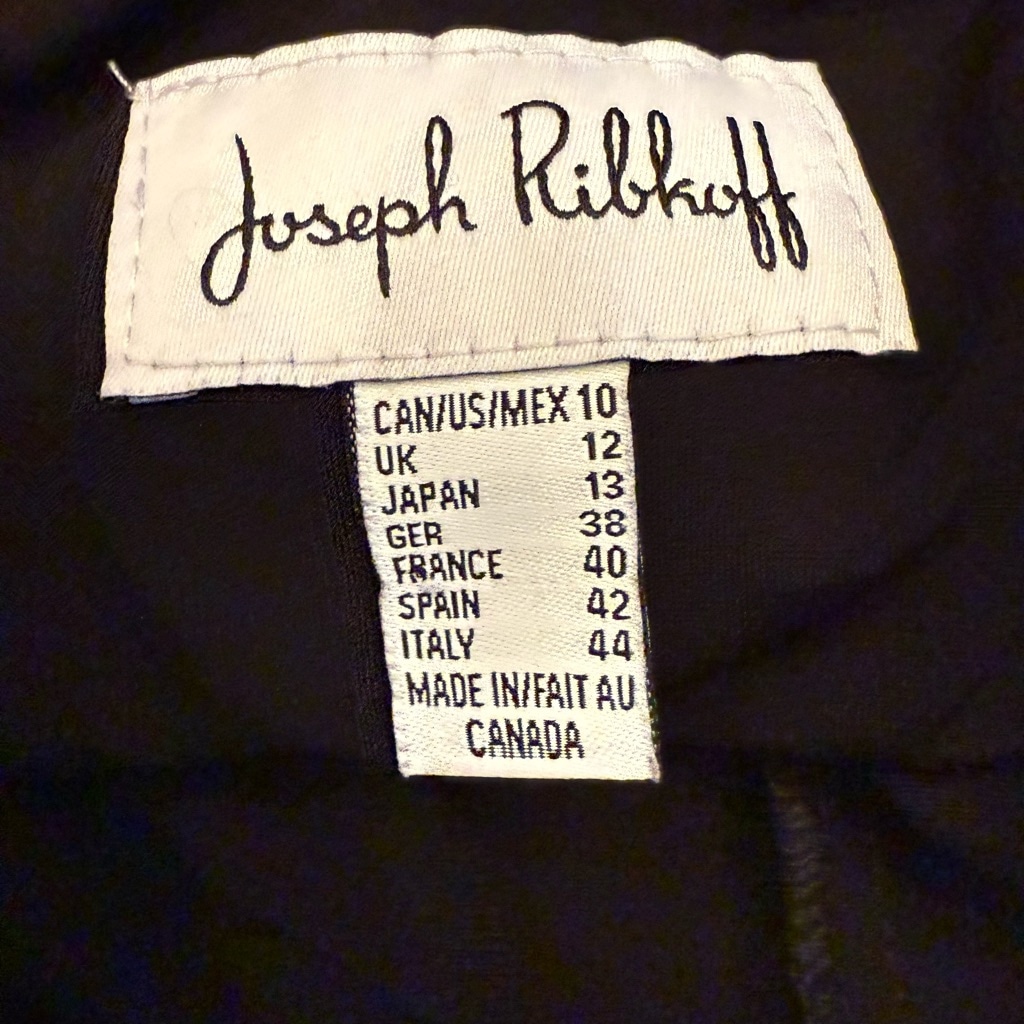 Joseph Ribkoff
CAN/US/MEX 10
UK 12
JAPAN 13
GER 38
FRANCE 40
SPAIN 42
ITALY 44
MADE IN/FAIT AU
CANADA